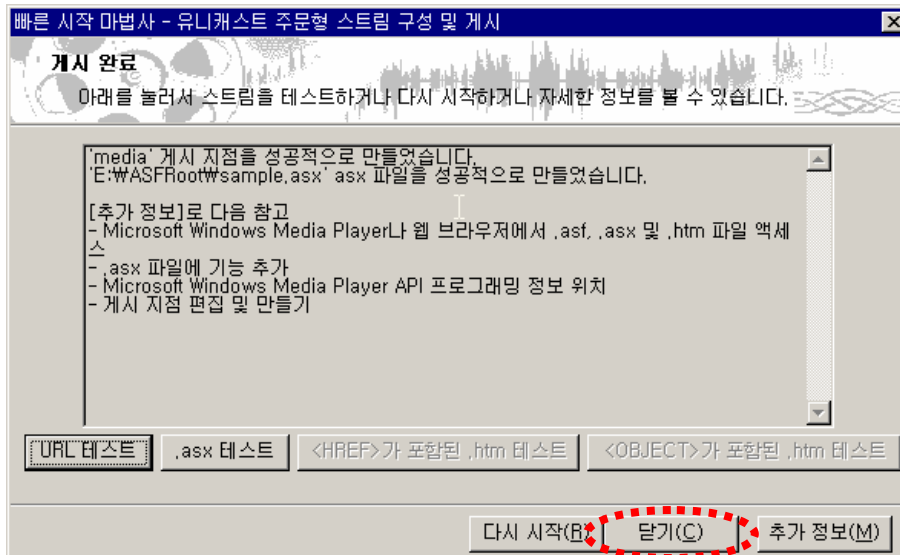 빠른 시작 마법사 - 유니캐스트 주문형 스트림 구성 및 게시
게시 완료
아래를 눌러서 스트림을 테스트하거나 다시 시작하거나 자세한 정보를 볼 수 있습니다.
'media' 게시 지점을 성공적으로 만들었습니다.
'E:\ASFRoot\sample.asx' asx 파일을 성공적으로 만들었습니다.
[추가 정보]로 다음 참고
- Microsoft Windows Media Player나 웹 브라우저에서 .asf, .asx 및 .htm 파일 액세
스
- .asx 파일에 기능 추가
- Microsoft Windows Media Player API 프로그래밍 정보 위치
- 게시 지점 편집 및 만들기
URL 테스트 .asx 테스트 <HREF>가 포함된 .htm 테스트 <OBJECT>가 포함된 .htm 테스트
다시 시작(R) 닫기(C) 추가 정보(M)